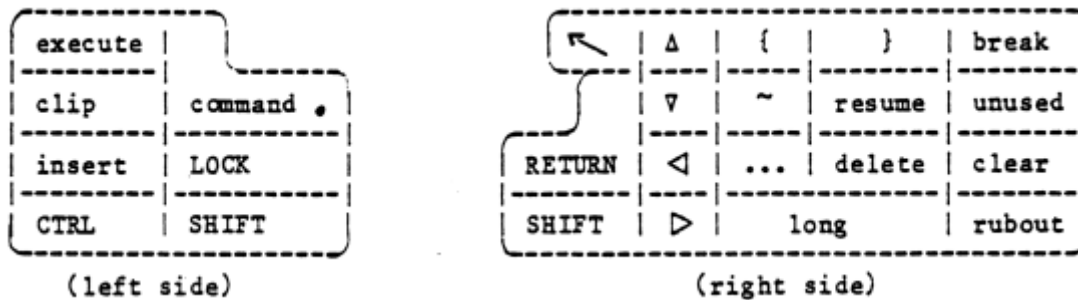 execute ↖ △ { } break
clip command . ▽ ~ resume unused
insert LOCK RETURN ◁ ... delete clear
CTRL SHIFT SHIFT ▷ long rubout
(left side) (right side)